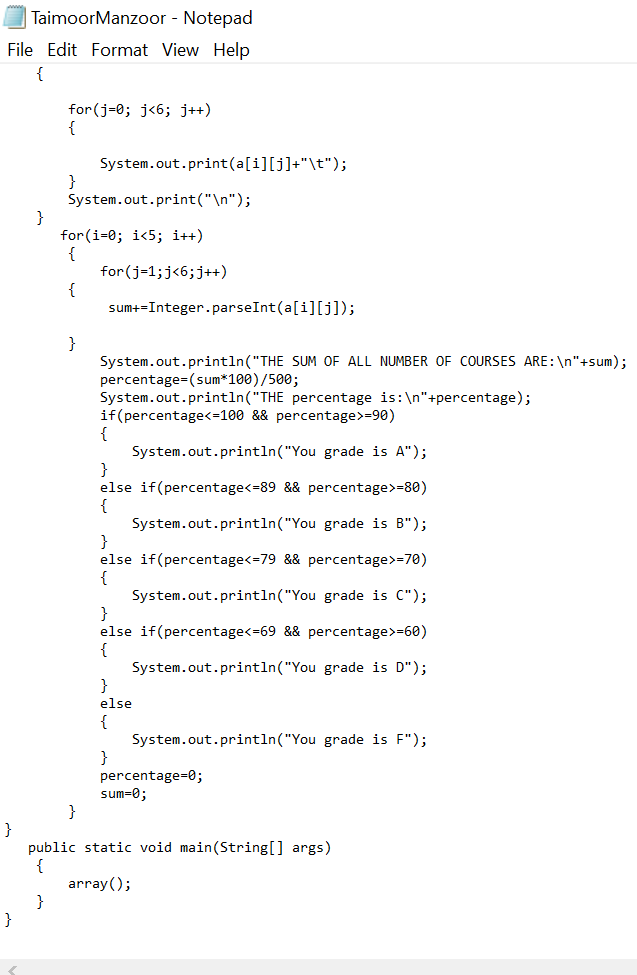 TaimoorManzoor - Notepad
File Edit Format View Help
{
for(j=0; j<6; j++)
{
System.out.print(a[i][j]+"\t");
}
System.out.print("\n");
}
for(i=0; i<5; i++)
{
for(j=1;j<6;j++)
{
sum+=Integer.parseInt(a[i][j]);
}
System.out.println("THE SUM OF ALL NUMBER OF COURSES ARE:\n"+sum);
percentage=(sum*100)/500;
System.out.println("THE percentage is:\n"+percentage);
if(percentage<=100 && percentage>=90)
{
System.out.println("You grade is A");
}
else if(percentage<=89 && percentage>=80)
{
System.out.println("You grade is B");
}
else if(percentage<=79 && percentage>=70)
{
System.out.println("You grade is C");
}
else if(percentage<=69 && percentage>=60)
{
System.out.println("You grade is D");
}
else
{
System.out.println("You grade is F");
}
percentage=0;
sum=0;
}
}
public static void main(String[] args)
{
array();
}
}